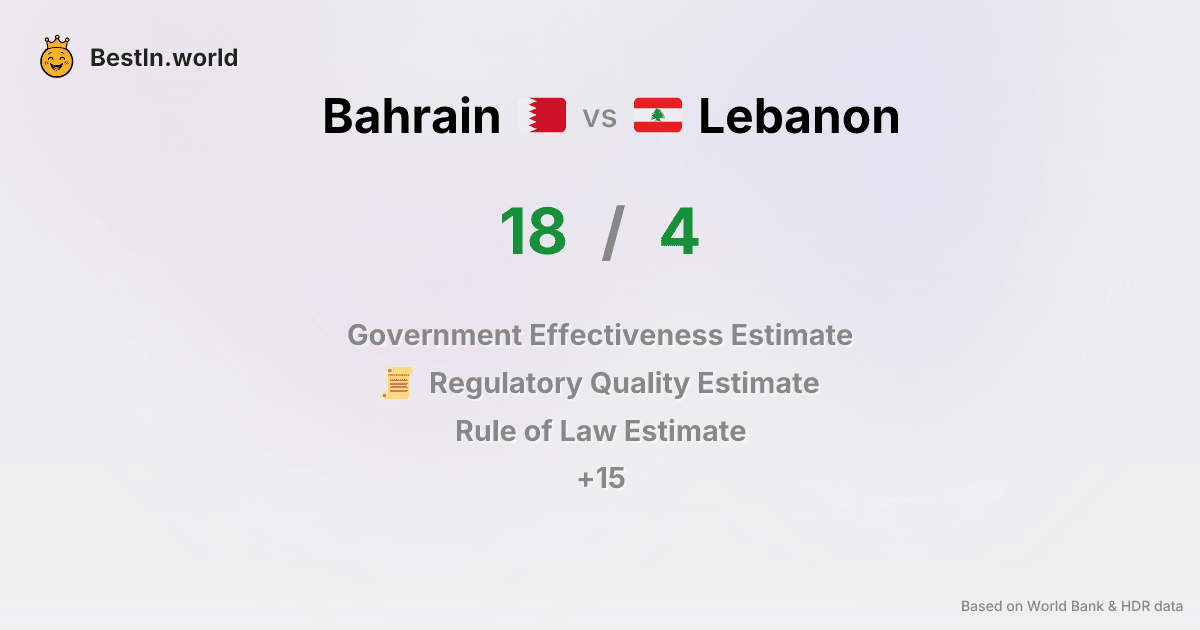 BestIn.world
Bahrain vs Lebanon
18 / 4
Government Effectiveness Estimate
Regulatory Quality Estimate
Rule of Law Estimate
+15
Based on World Bank & HDR data